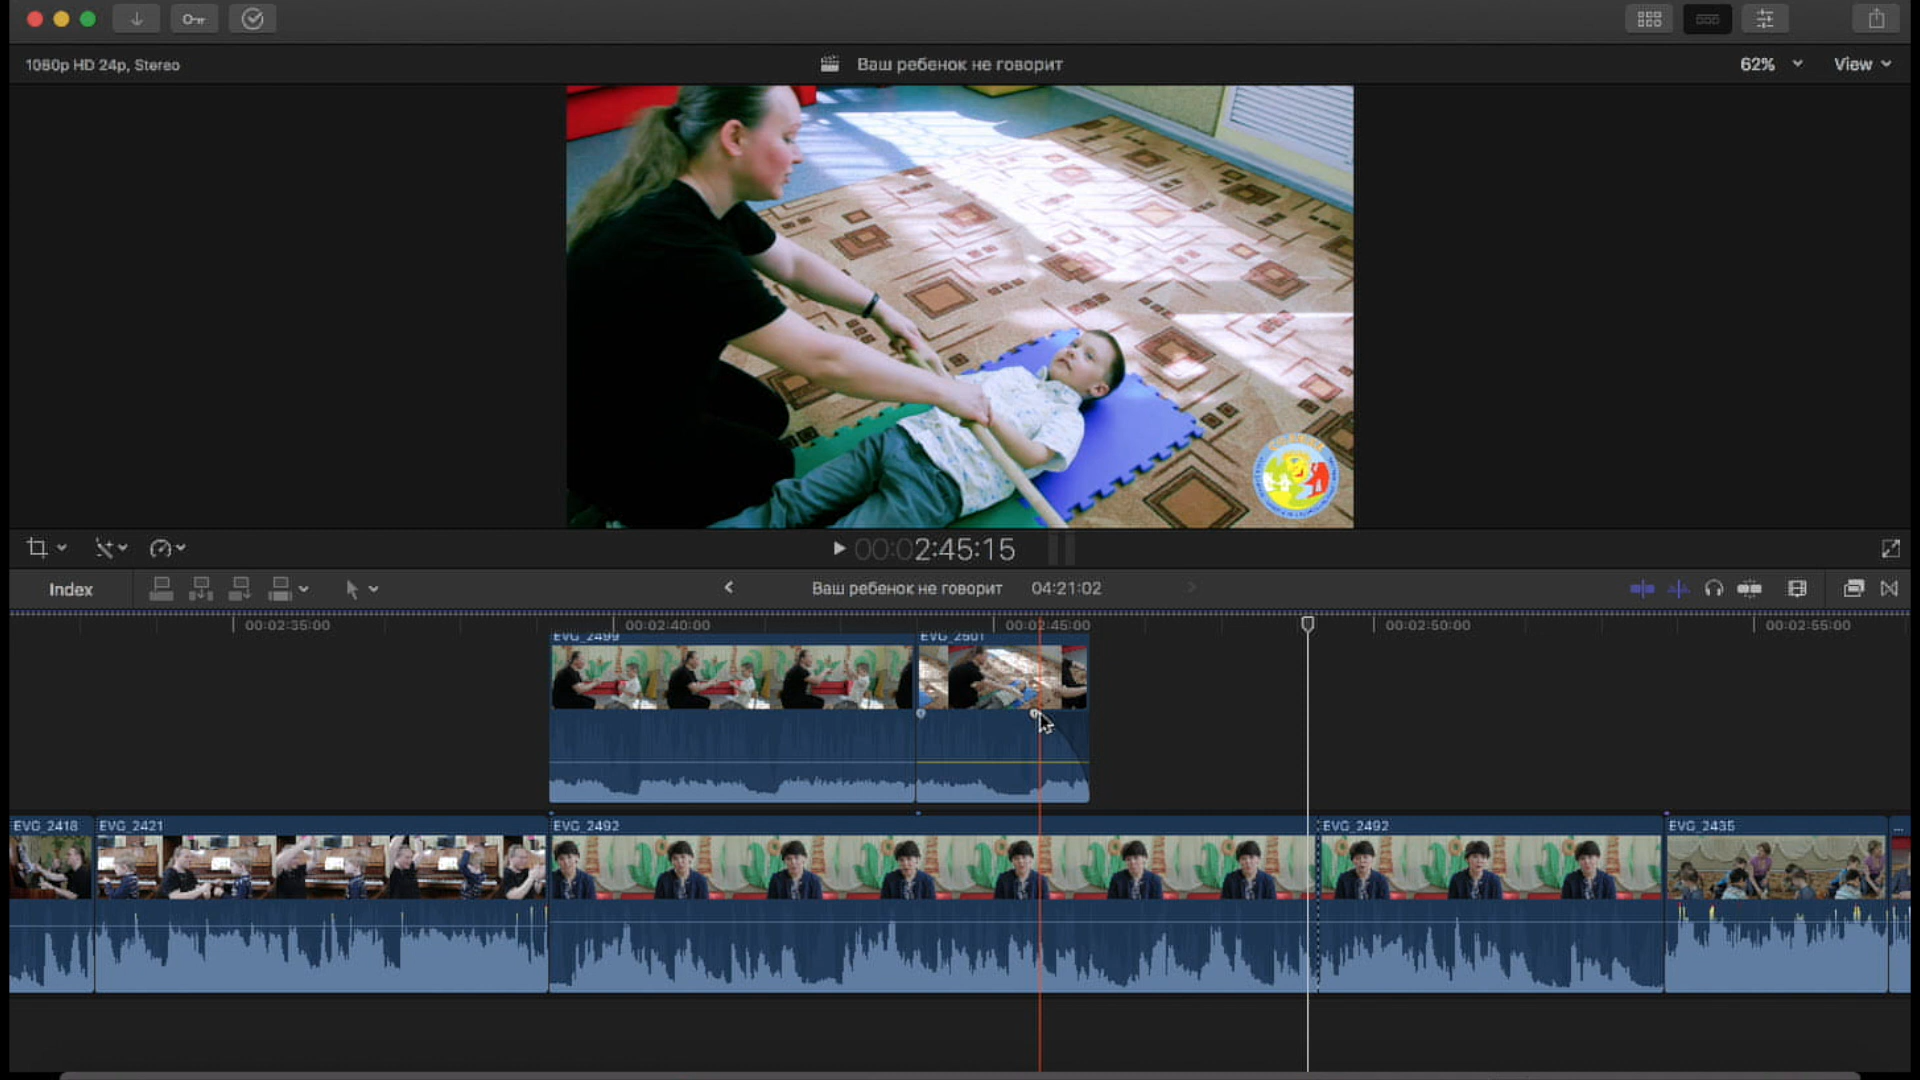 1080p HD 24p, Stereo
Ваш ребенок не говорит
62%
View
00:02:45:15
Index
Ваш ребенок не говорит
04:21:02
00:02:35:00
00:02:40:00
00:02:45:00
00:02:50:00
00:02:55:00
EVG_2499
EVG_2501
EVG_2418
EVG_2421
EVG_2492
EVG_2492
EVG_2435
...